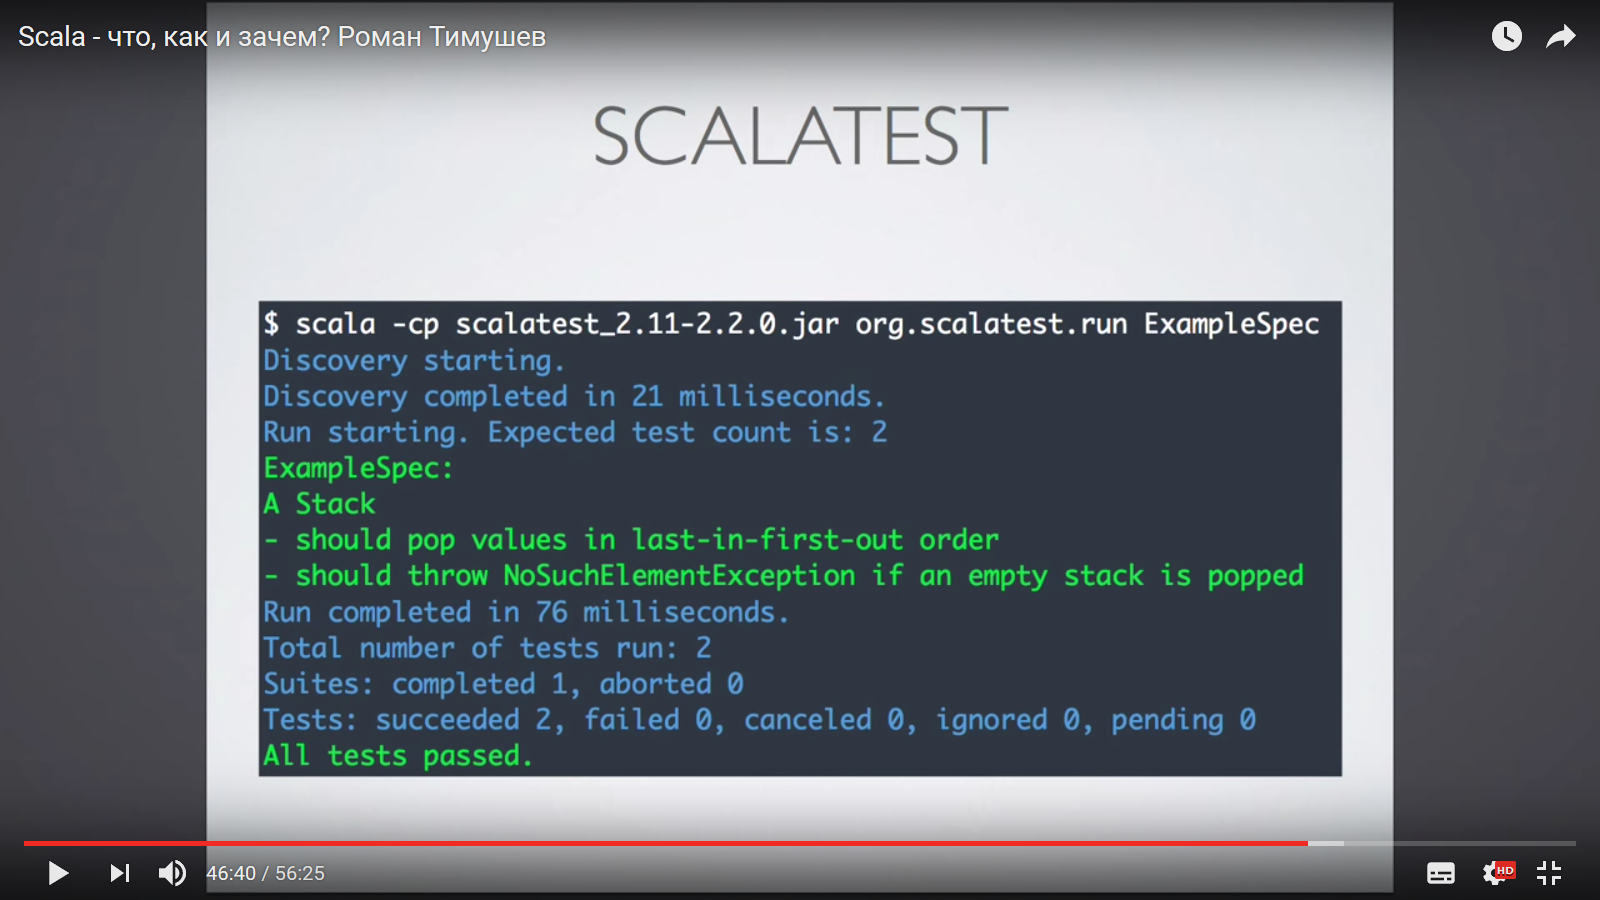 Scala - что, как и зачем? Роман Тимушев
SCALATEST
$ scala -cp scalatest_2.11-2.2.0.jar org.scalatest.run ExampleSpec
Discovery starting.
Discovery completed in 21 milliseconds.
Run starting. Expected test count is: 2
ExampleSpec:
A Stack
- should pop values in last-in-first-out order
- should throw NoSuchElementException if an empty stack is popped
Run completed in 76 milliseconds.
Total number of tests run: 2
Suites: completed 1, aborted 0
Tests: succeeded 2, failed 0, canceled 0, ignored 0, pending 0
All tests passed.
46:40 / 56:25
HD